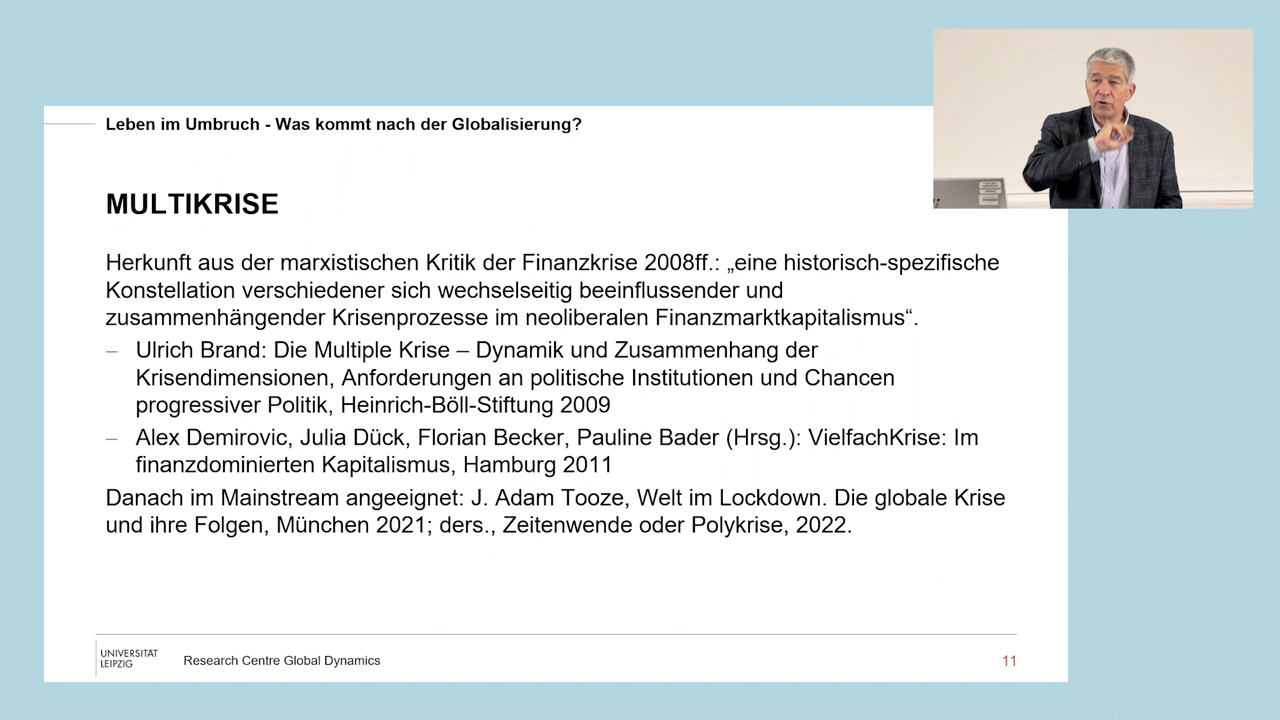 Leben im Umbruch - Was kommt nach der Globalisierung?
MULTIKRISE
Herkunft aus der marxistischen Kritik der Finanzkrise 2008ff.: „eine historisch-spezifische
Konstellation verschiedener sich wechselseitig beeinflussender und
zusammenhängender Krisenprozesse im neoliberalen Finanzmarktkapitalismus“.
– Ulrich Brand: Die Multiple Krise – Dynamik und Zusammenhang der
Krisendimensionen, Anforderungen an politische Institutionen und Chancen
progressiver Politik, Heinrich-Böll-Stiftung 2009
– Alex Demirovic, Julia Dück, Florian Becker, Pauline Bader (Hrsg.): VielfachKrise: Im
finanzdominierten Kapitalismus, Hamburg 2011
Danach im Mainstream angeeignet: J. Adam Tooze, Welt im Lockdown. Die globale Krise
und ihre Folgen, München 2021; ders., Zeitenwende oder Polykrise, 2022.
UNIVERSITÄT
LEIPZIG
Research Centre Global Dynamics
11